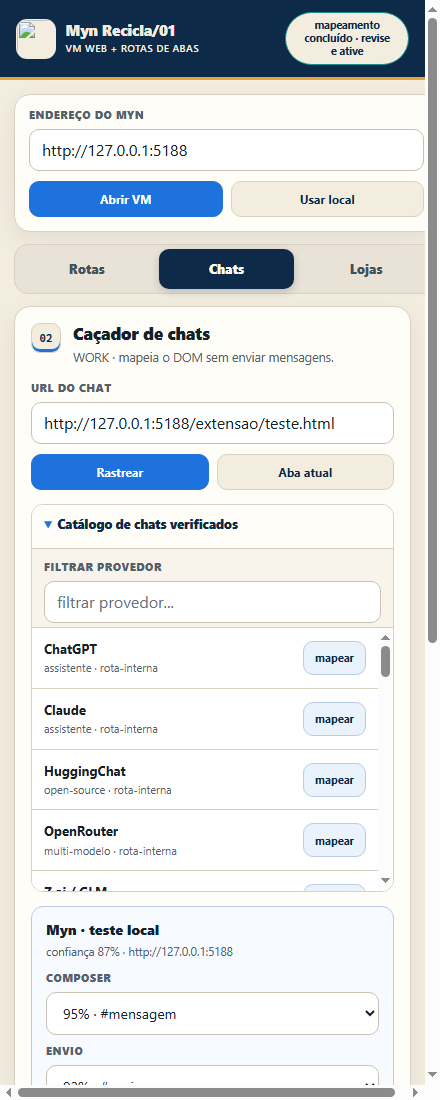 Myn Recicla/01
VM WEB + ROTAS DE ABAS
mapeamento
concluído · revise
e ative
ENDEREÇO DO MYN
http://127.0.0.1:5188
Abrir VM
Usar local
Rotas
Chats
Lojas
02
Caçador de chats
WORK · mapeia o DOM sem enviar mensagens.
URL DO CHAT
http://127.0.0.1:5188/extensao/teste.html
Rastrear
Aba atual
▼ Catálogo de chats verificados
FILTRAR PROVEDOR
filtrar provedor...
ChatGPT
assistente · rota-interna
mapear
Claude
assistente · rota-interna
mapear
HuggingChat
open-source · rota-interna
mapear
OpenRouter
multi-modelo · rota-interna
mapear
Myn · teste local
confiança 87% · http://127.0.0.1:5188
COMPOSER
95% · #mensagem
ENVIO